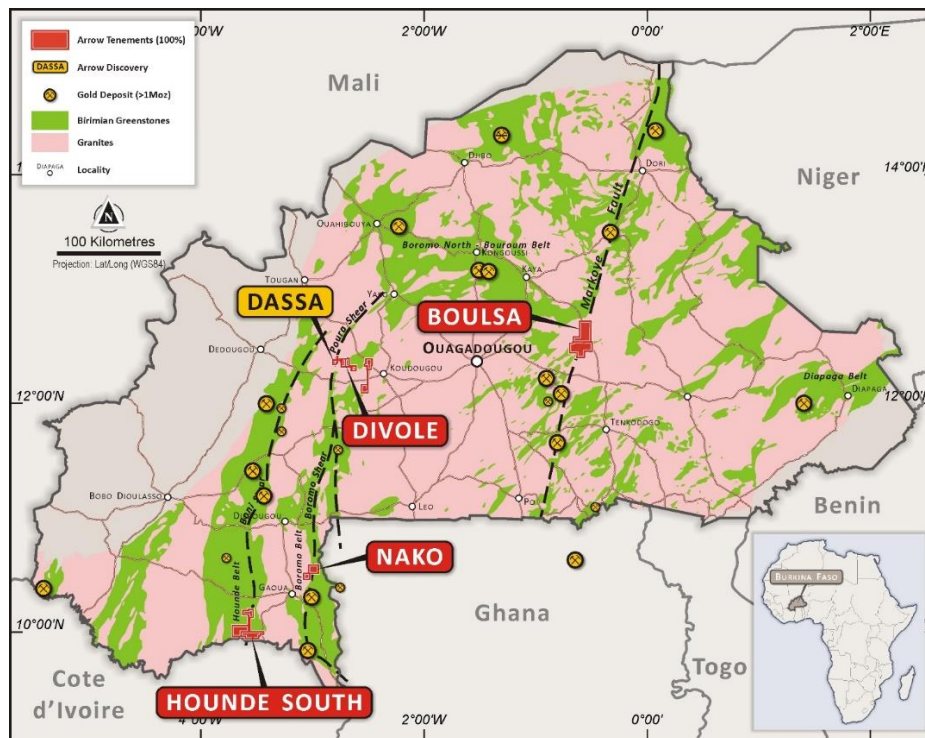 4°00'W
2°00'W
0°00'
2°00'E
Arrow Tenements (100%)
DASSA
Arrow Discovery
Gold Deposit (>1Moz)
Birimian Greenstones
Granites
DIAPAGA
Locality
N
100 Kilometres
Projection: Lat/Long (WGS84)
Mali
Niger
14°00'
DJIBO
DORI
OUAHIGOUYA
Boromo North - Bouroum Belt
KONGOUSSI
KAYA
Markoye Fault
TOUGAN
YAKO
DASSA
BOULSA
Poura Shear
DEDOUGOU
OUAGADOUGOU
KOUDOUGOU
12°00'
Diapaga Belt
DIAPAGA
12°00'
DIVOLE
TENKODOGO
Boromo Shear
BOBO DIOULASSO
LEO
Benin
NAKO
Hounde Belt
Boromo Belt
GAOUA
Ghana
BURKINA FASO
10°00'
Togo
Cote
d'Ivoire
HOUNDE SOUTH
4°00'W
2°00'W
0°00'